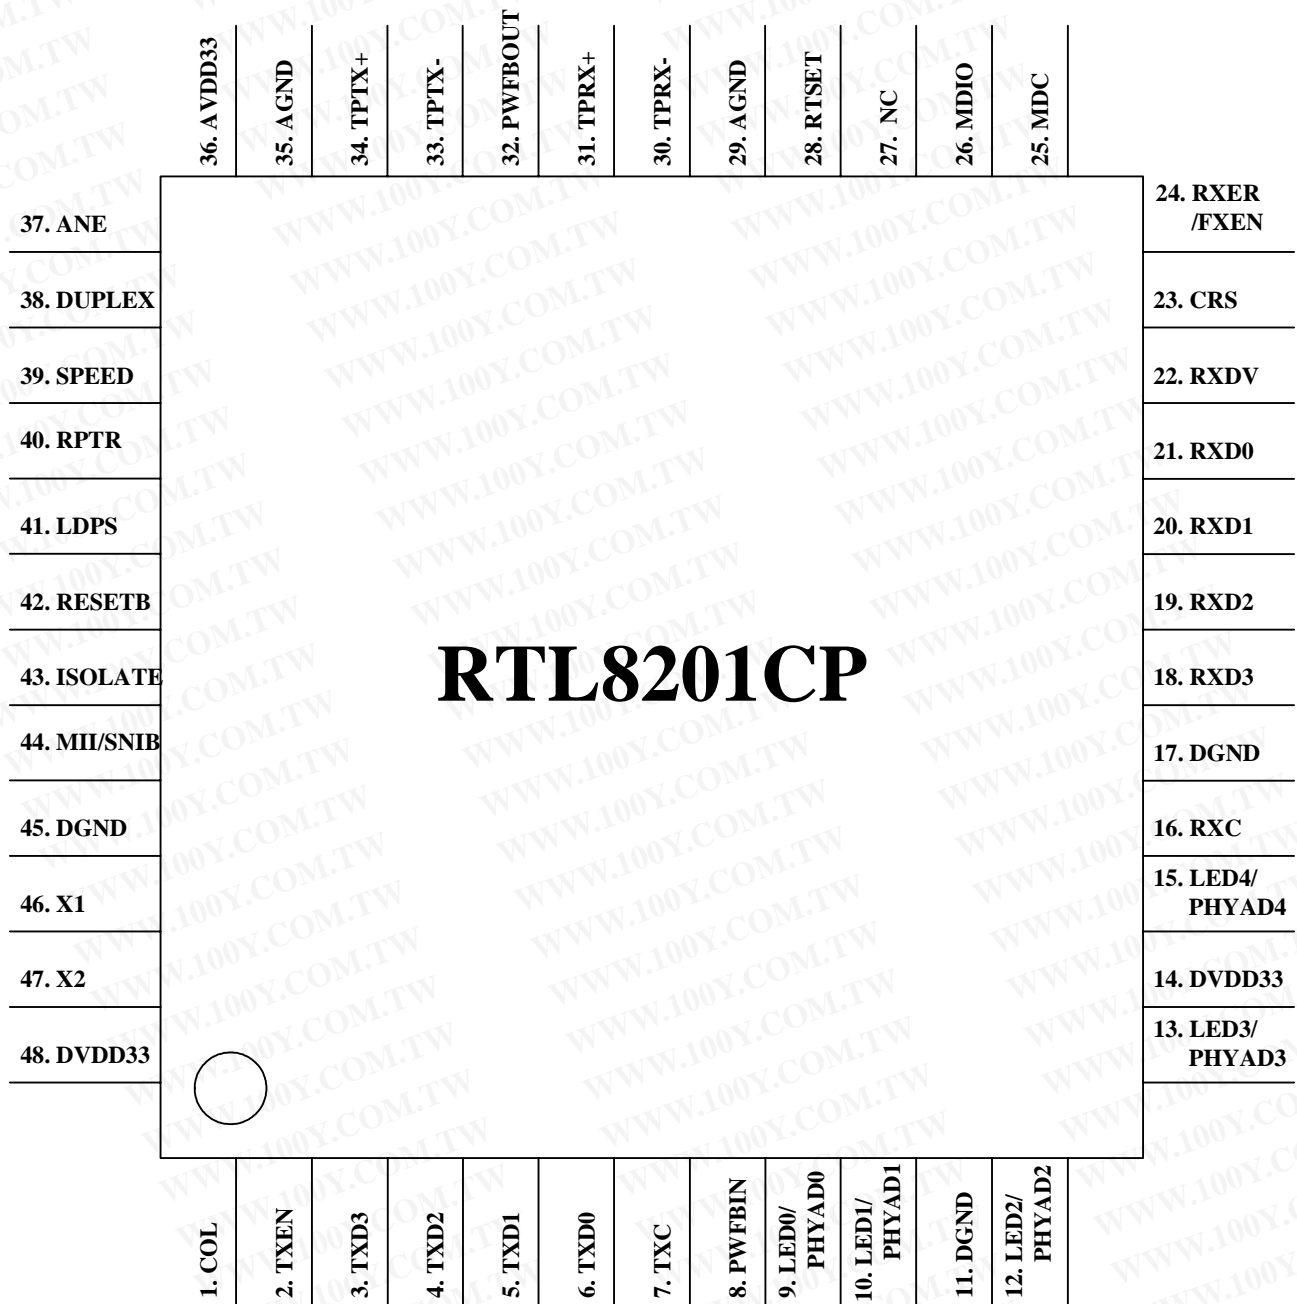 36. AVDD33
35. AGND
34. TPTX+
33. TPTX-
32. PWFBOUT
31. TPRX+
30. TPRX-
29. AGND
28. RTSET
27. NC
26. MDIO
25. MDC
37. ANE
38. DUPLEX
39. SPEED
40. RPTR
41. LDPS
42. RESETB
43. ISOLATE
44. MII/SNIB
45. DGND
46. X1
47. X2
48. DVDD33
RTL8201CP
24. RXER
/FXEN
23. CRS
22. RXDV
21. RXD0
20. RXD1
19. RXD2
18. RXD3
17. DGND
16. RXC
15. LED4/
PHYAD4
14. DVDD33
13. LED3/
PHYAD3
1. COL
2. TXEN
3. TXD3
4. TXD2
5. TXD1
6. TXD0
7. TXC
8. PWFBIN
9. LED0/
PHYAD0
10. LED1/
PHYAD1
11. DGND
12. LED2/
PHYAD2
WWW.100Y.COM.TW